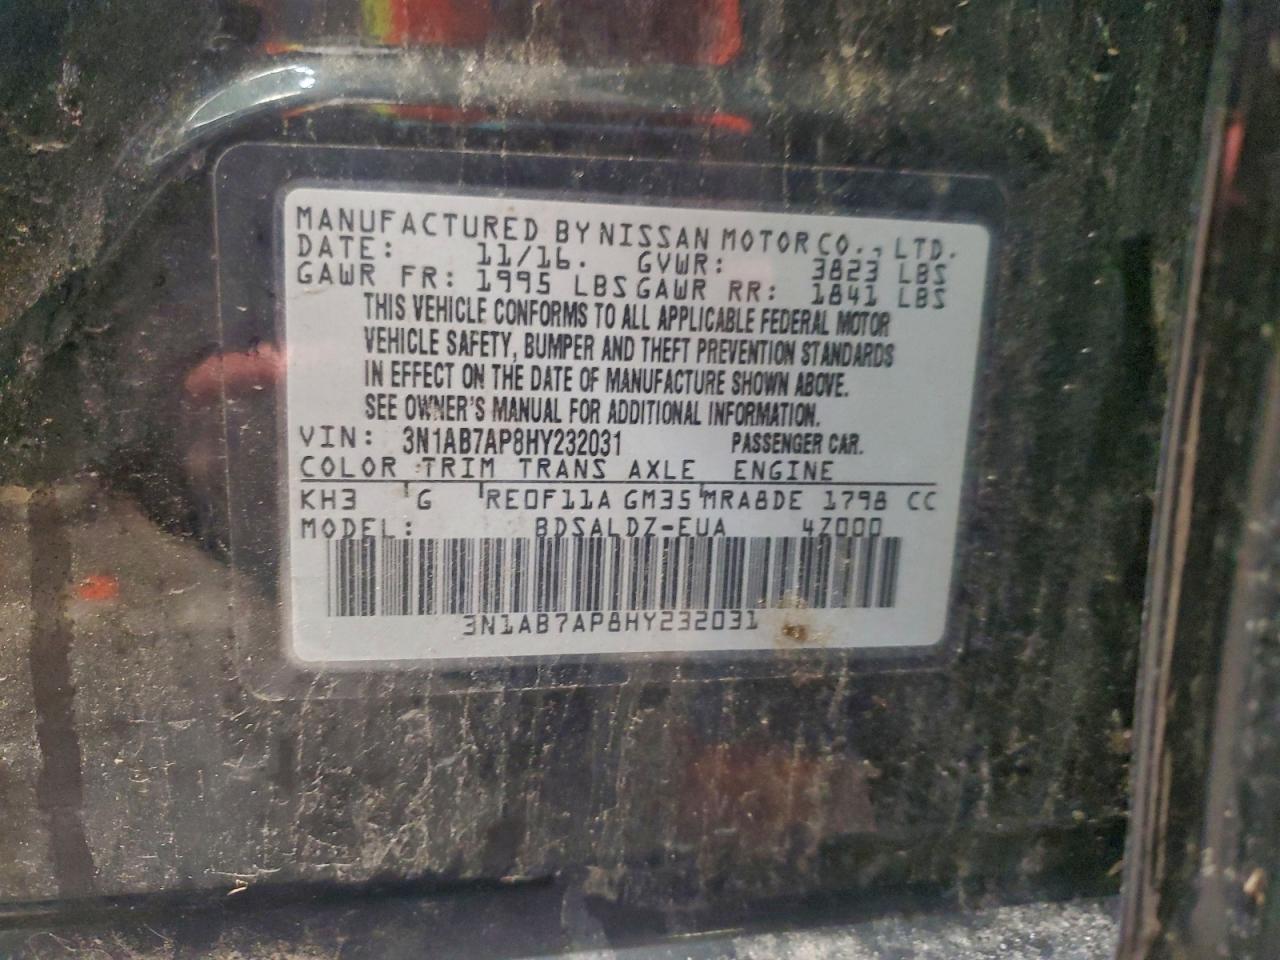 MANUFACTURED BY NISSAN MOTOR CO., LTD.
DATE: 11/16. GVWR: 3823 LBS
GAWR FR: 1995 LBS GAWR RR: 1841 LBS
THIS VEHICLE CONFORMS TO ALL APPLICABLE FEDERAL MOTOR
VEHICLE SAFETY, BUMPER AND THEFT PREVENTION STANDARDS
IN EFFECT ON THE DATE OF MANUFACTURE SHOWN ABOVE.
SEE OWNER'S MANUAL FOR ADDITIONAL INFORMATION.
VIN: 3N1AB7AP8HY232031 PASSENGER CAR.
COLOR TRIM TRANS AXLE ENGINE
KH3 G RE0F11A GM35 MRA8DE 1798 CC
MODEL: BDSALDZ-EUA 4Z000
3N1AB7AP8HY232031